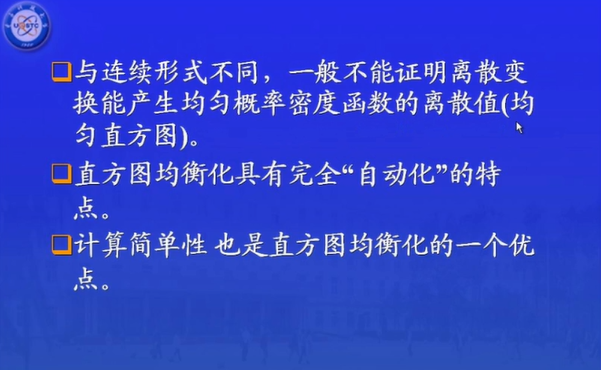 与连续形式不同，一般不能证明离散变
换能产生均匀概率密度函数的离散值(均
匀直方图)。
直方图均衡化具有完全“自动化”的特
点。
计算简单性 也是直方图均衡化的一个优
点。